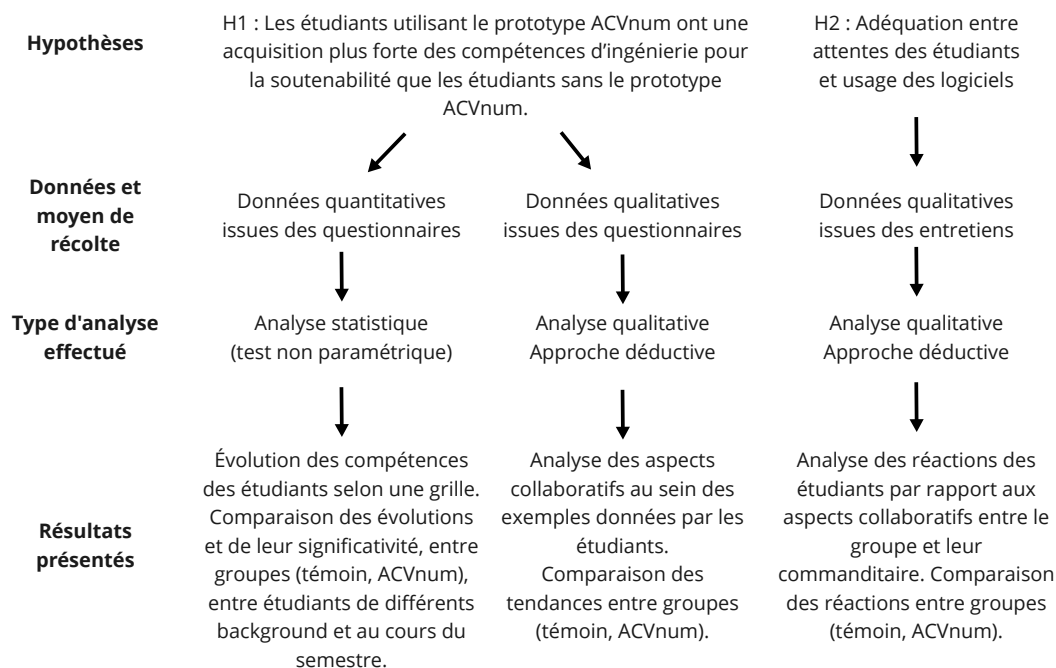 Hypothèses
H1 : Les étudiants utilisant le prototype ACVnum ont une
acquisition plus forte des compétences d'ingénierie pour
la soutenabilité que les étudiants sans le prototype
ACVnum.
H2 : Adéquation entre
attentes des étudiants
et usage des logiciels
Données et
moyen de
récolte
Données quantitatives
issues des questionnaires
Données qualitatives
issues des questionnaires
Données qualitatives
issues des entretiens
Type d'analyse
effectué
Analyse statistique
(test non paramétrique)
Analyse qualitative
Approche déductive
Analyse qualitative
Approche déductive
Résultats
présentés
Évolution des compétences
des étudiants selon une grille.
Comparaison des évolutions
et de leur significativité, entre
groupes (témoin, ACVnum),
entre étudiants de différents
background et au cours du
semestre.
Analyse des aspects
collaboratifs au sein des
exemples données par les
étudiants.
Comparaison des
tendances entre groupes
(témoin, ACVnum).
Analyse des réactions des
étudiants par rapport aux
aspects collaboratifs entre le
groupe et leur
commanditaire. Comparaison
des réactions entre groupes
(témoin, ACVnum).